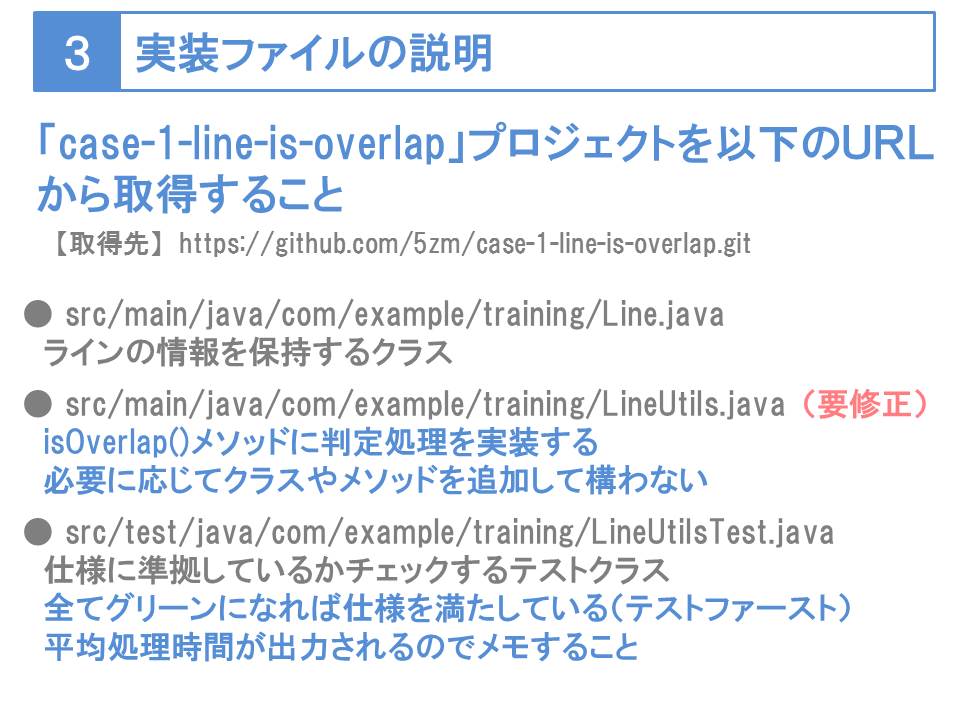 3 実装ファイルの説明
「case-1-line-is-overlap」プロジェクトを以下のURL
から取得すること
【取得先】 https://github.com/5zm/case-1-line-is-overlap.git
● src/main/java/com/example/training/Line.java
ラインの情報を保持するクラス
● src/main/java/com/example/training/LineUtils.java (要修正)
isOverlap()メソッドに判定処理を実装する
必要に応じてクラスやメソッドを追加して構わない
● src/test/java/com/example/training/LineUtilsTest.java
仕様に準拠しているかチェックするテストクラス
全てグリーンになれば仕様を満たしている(テストファースト)
平均処理時間が出力されるのでメモすること